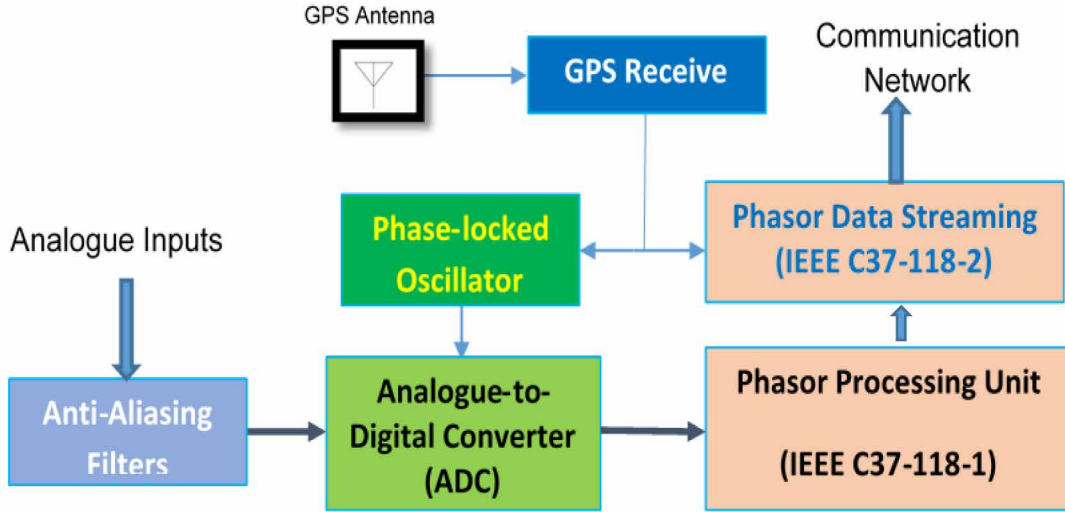 GPS Antenna
GPS Receive
Communication
Network
Phase-locked
Oscillator
Phasor Data Streaming
(IEEE C37-118-2)
Analogue Inputs
Anti-Aliasing
Filters
Analogue-to-
Digital Converter
(ADC)
Phasor Processing Unit
(IEEE C37-118-1)